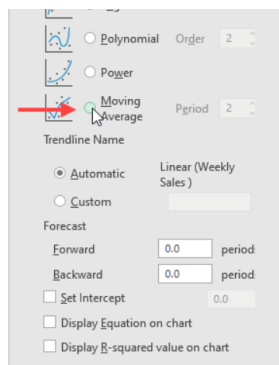 Polynomial Order 2
Power
Moving
Average Period 2
Trendline Name
Automatic Linear (Weekly
Sales )
Custom
Forecast
Forward 0.0 period
Backward 0.0 period
Set Intercept 0.0
Display Equation on chart
Display R-squared value on chart